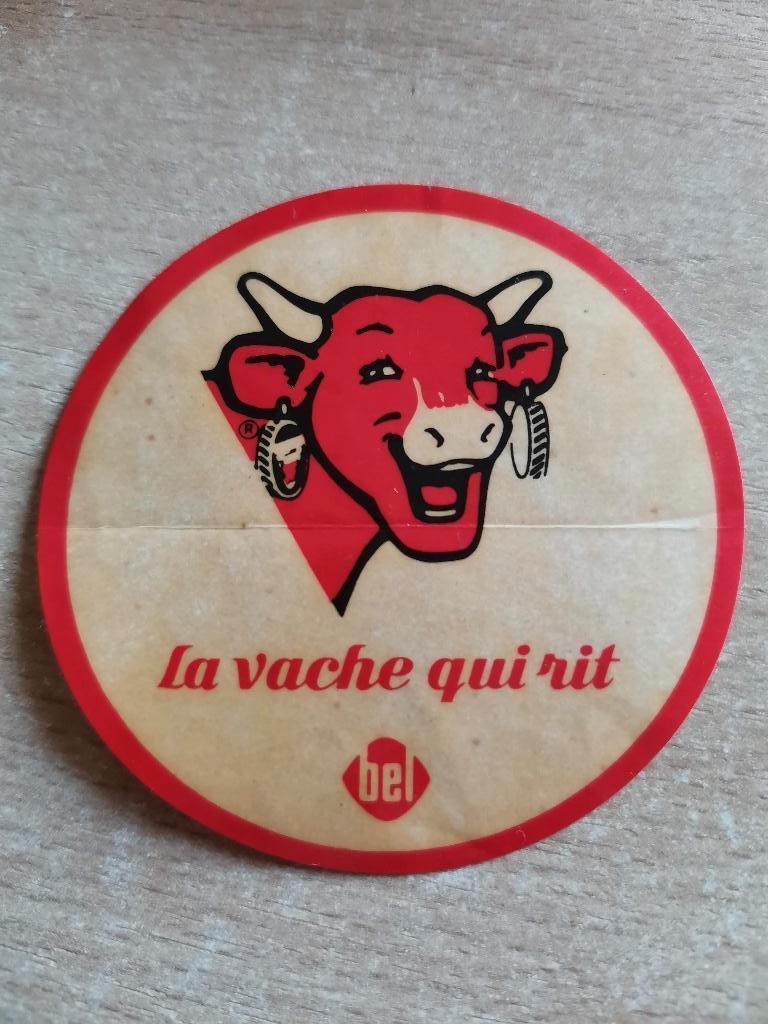 ®
La vache qui rit
bel